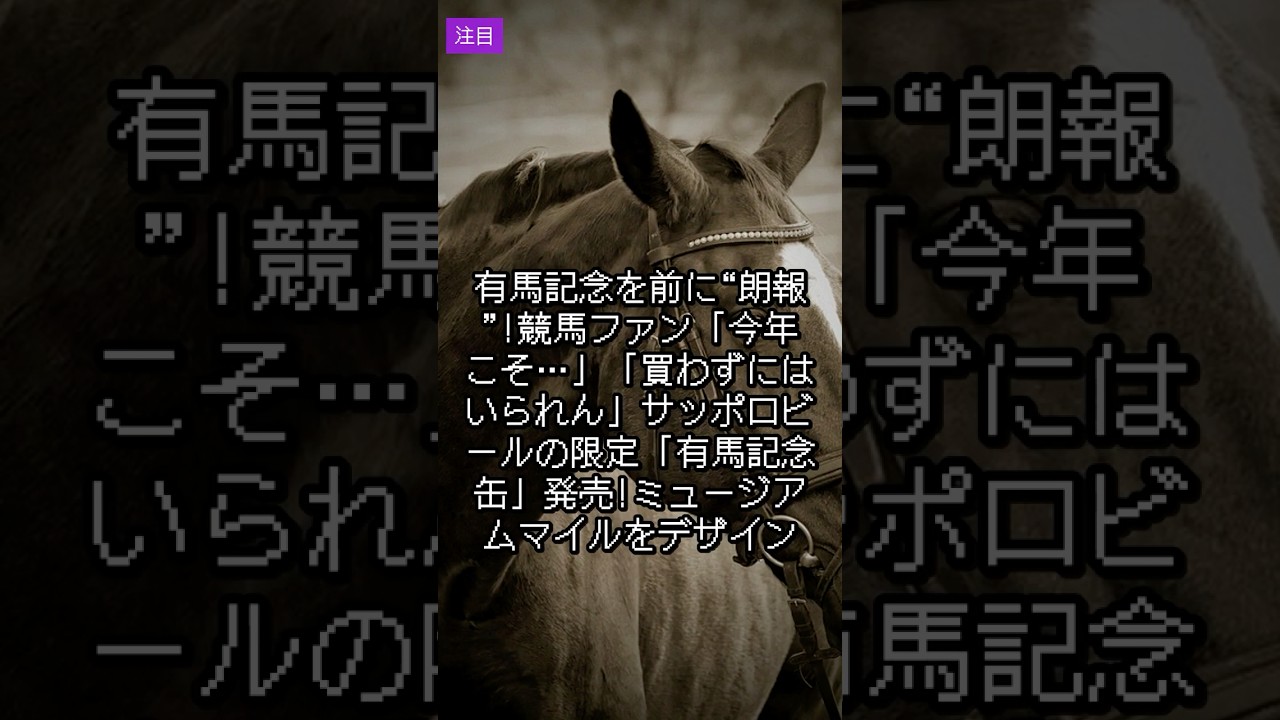 注目
有馬記念を前に“朗報
”!競馬ファン「今年
こそ…」「買わずには
いられん」サッポロビ
ールの限定「有馬記念
缶」発売!ミュージア
ムマイルをデザイン